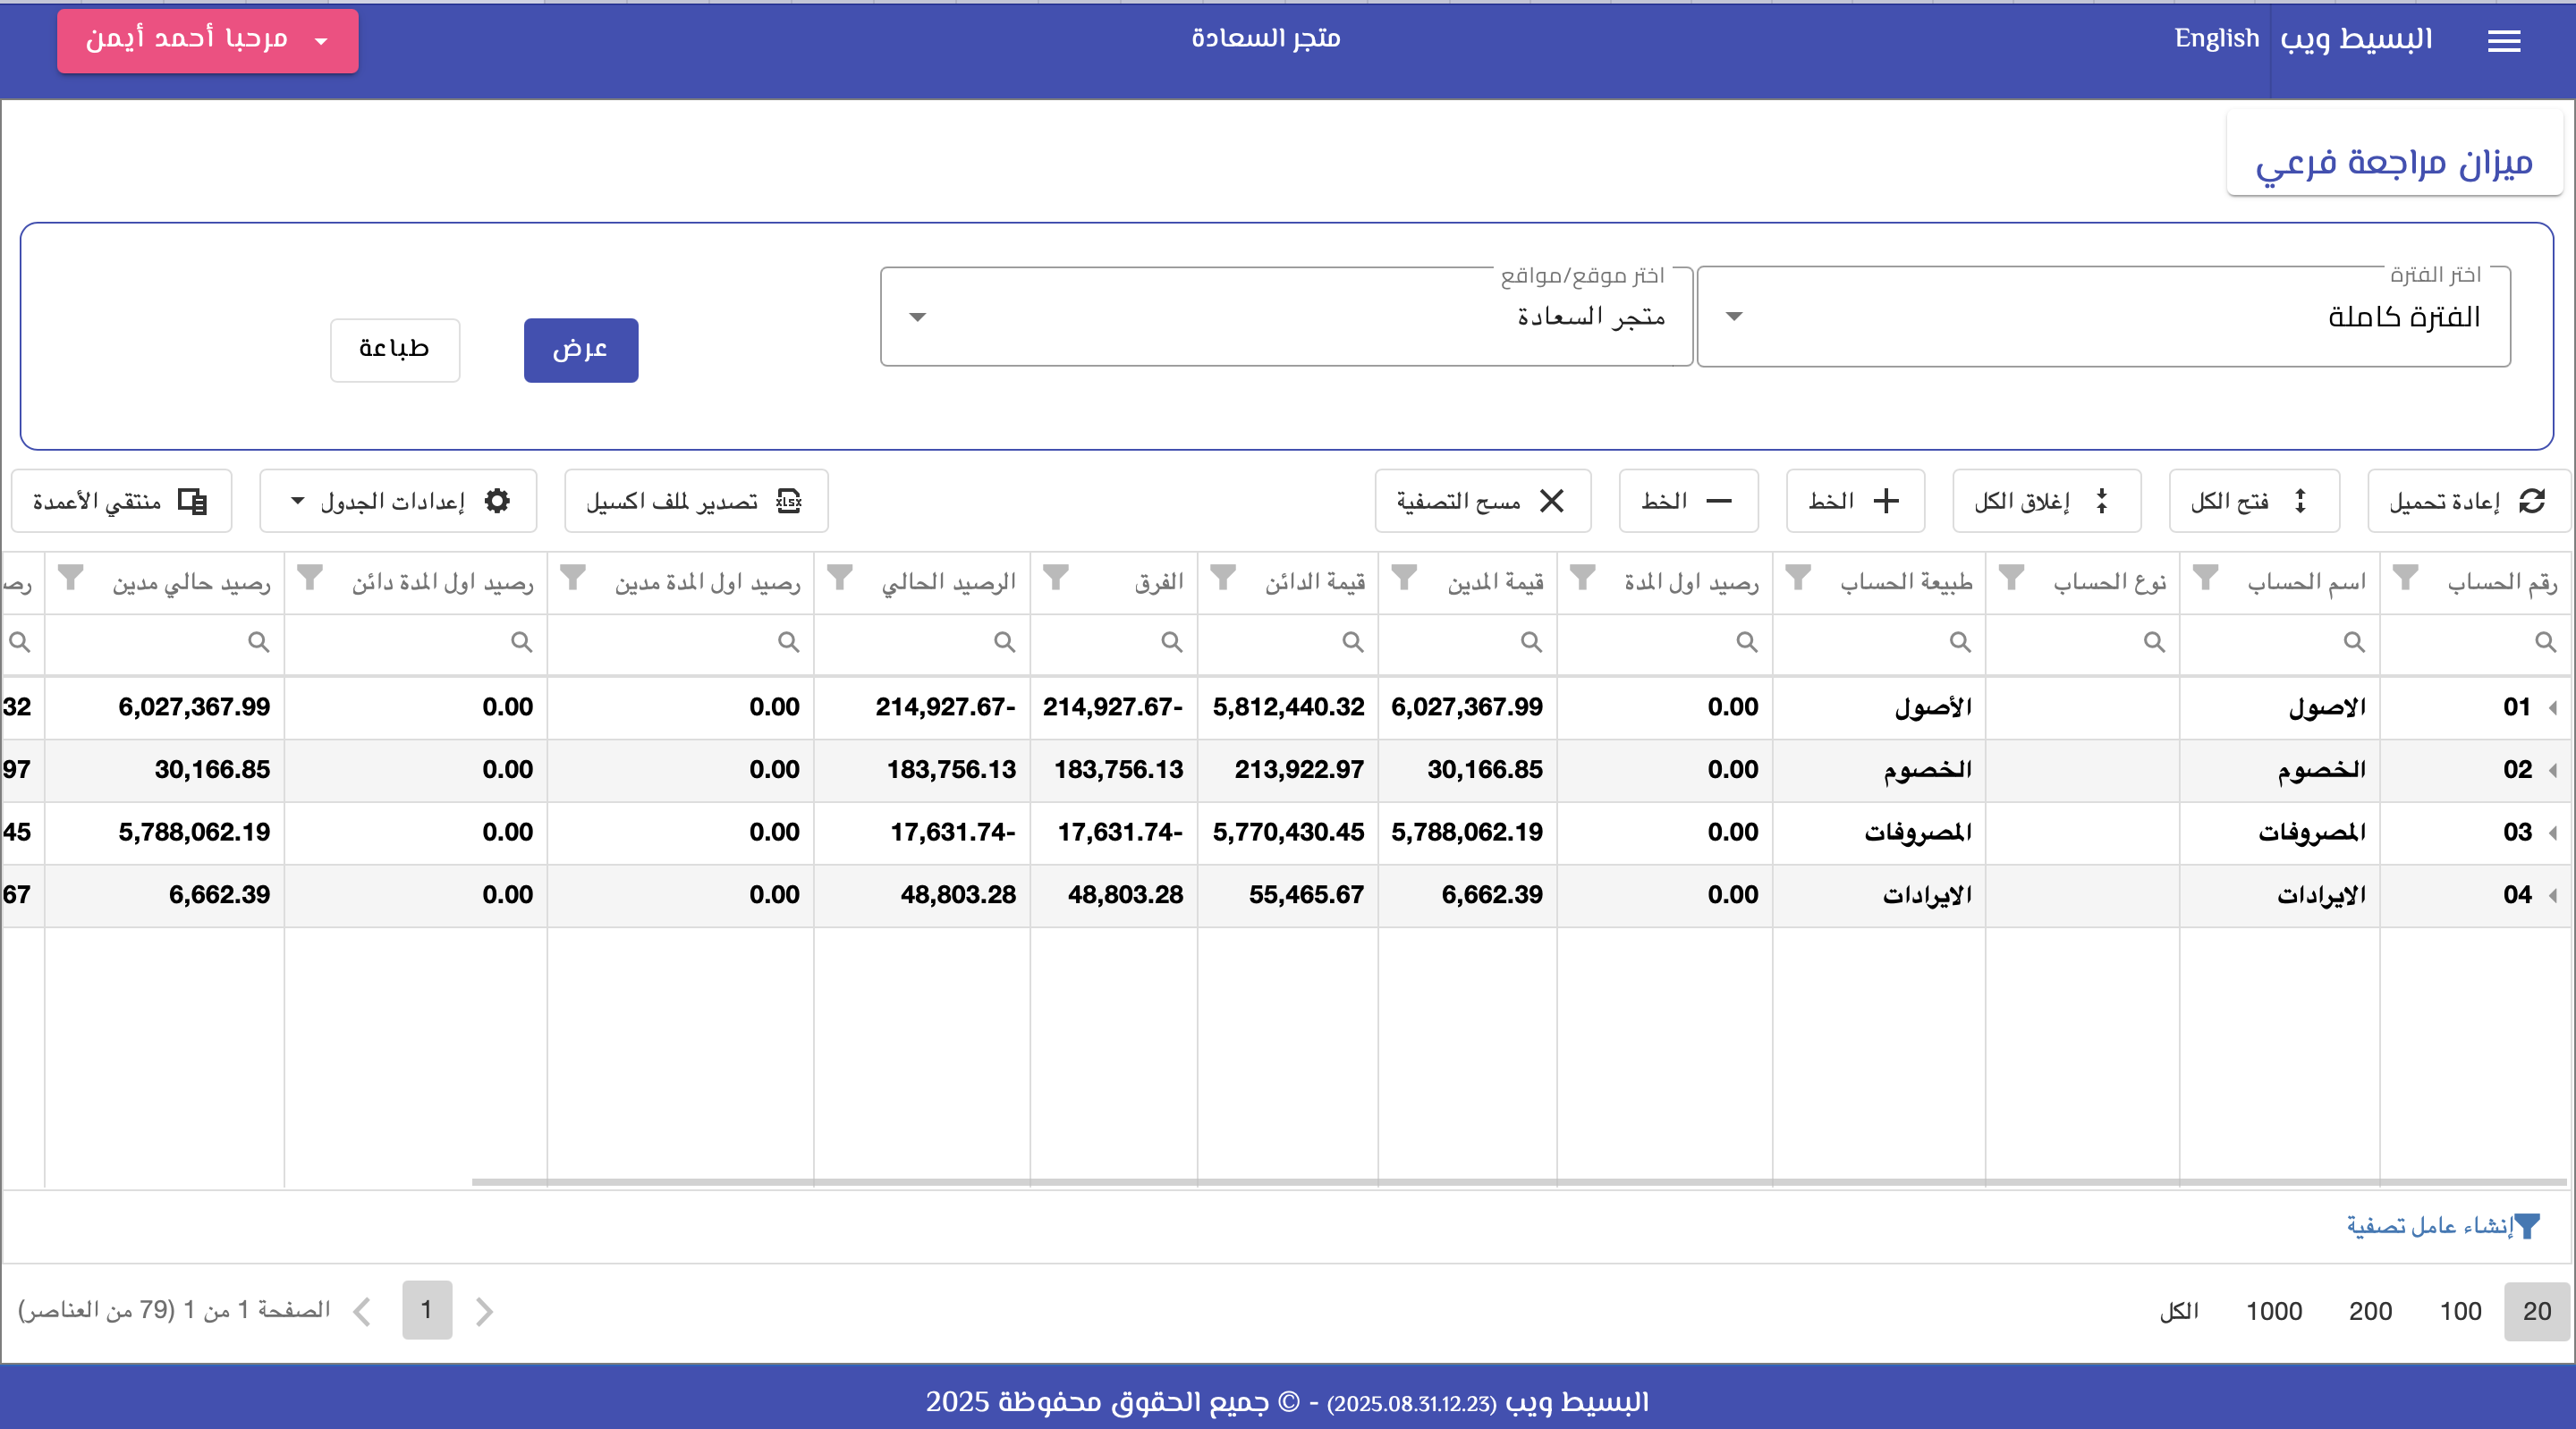 البسيط ويب English متجر السعادة مرحبا أحمد أيمن
ميزان مراجعة فرعي
اختر الفترة اختر موقع/مواقع
الفترة كاملة متجر السعادة
عرض طباعة
إعادة تحميل فتح الكل إغلاق الكل الخط الخط مسح التصفية تصدير لملف اكسيل إعدادات الجدول منتقي الأعمدة
رقم الحساب اسم الحساب نوع الحساب طبيعة الحساب رصيد اول المدة قيمة المدين قيمة الدائن الفرق الرصيد الحالي رصيد اول المدة مدين رصيد اول المدة دائن رصيد حالي مدين رصـ
01 الاصول الأصول 0.00 6,027,367.99 5,812,440.32 214,927.67- 214,927.67- 0.00 0.00 6,027,367.99 32
02 الخصوم الخصوم 0.00 30,166.85 213,922.97 183,756.13 183,756.13 0.00 0.00 30,166.85 97
03 المصروفات المصروفات 0.00 5,788,062.19 5,770,430.45 17,631.74- 17,631.74- 0.00 0.00 5,788,062.19 45
04 الايرادات الايرادات 0.00 6,662.39 55,465.67 48,803.28 48,803.28 0.00 0.00 6,662.39 67
إنشاء عامل تصفية
20 100 200 1000 الكل 1 الصفحة 1 من 1 (79 من العناصر)
البسيط ويب (2025.08.31.12.23) - © جميع الحقوق محفوظة 2025